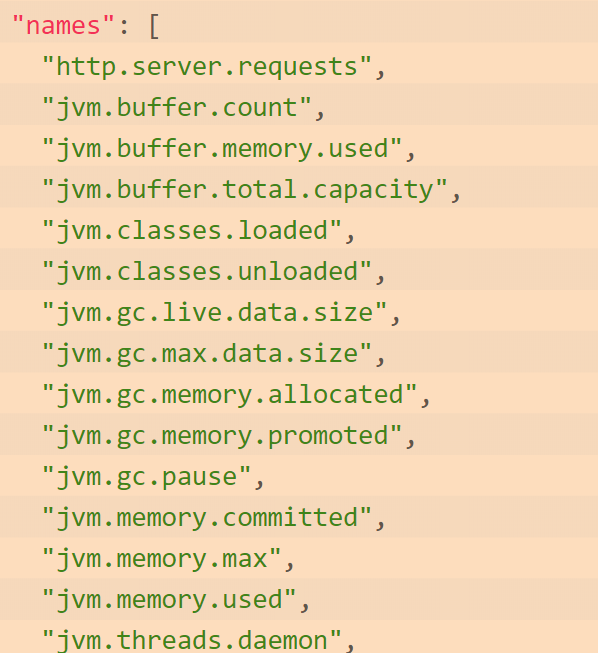 "names": [
"http.server.requests",
"jvm.buffer.count",
"jvm.buffer.memory.used",
"jvm.buffer.total.capacity",
"jvm.classes.loaded",
"jvm.classes.unloaded",
"jvm.gc.live.data.size",
"jvm.gc.max.data.size",
"jvm.gc.memory.allocated",
"jvm.gc.memory.promoted",
"jvm.gc.pause",
"jvm.memory.committed",
"jvm.memory.max",
"jvm.memory.used",
"jvm.threads.daemon",